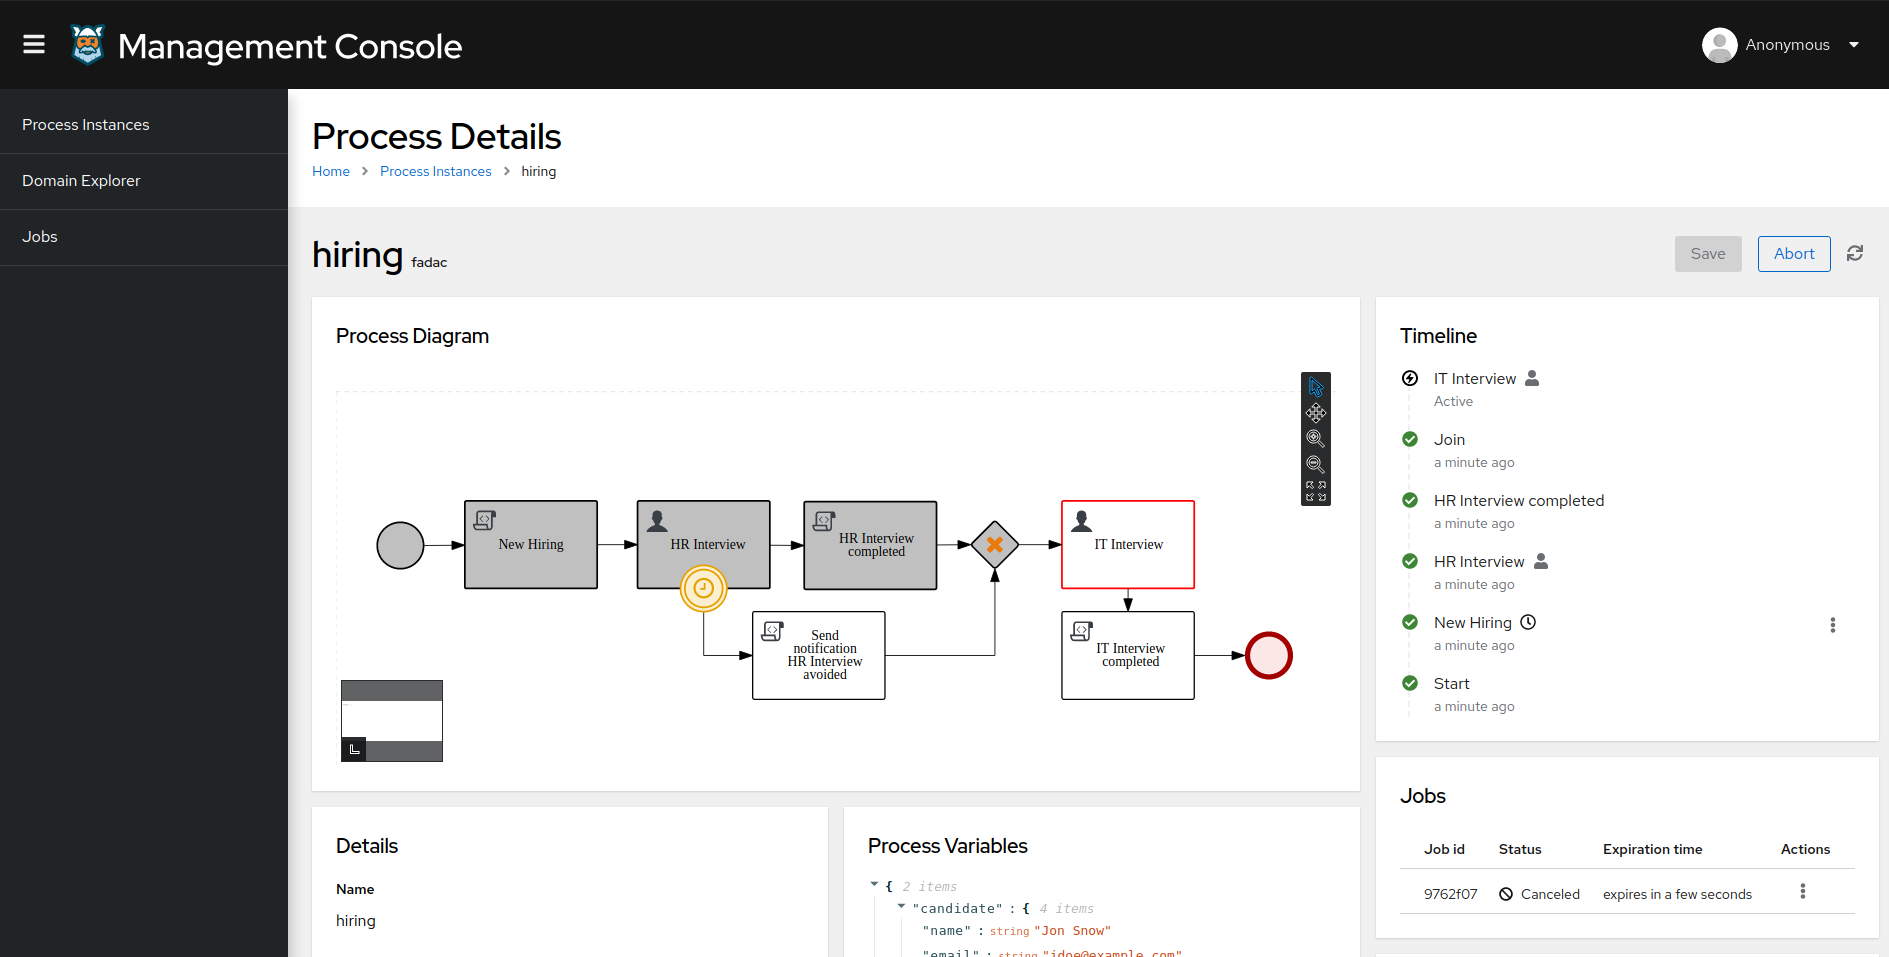 Management Console
Anonymous
Process Instances
Domain Explorer
Jobs
Process Details
Home > Process Instances > hiring
hiring fadac
Save
Abort
Process Diagram
New Hiring
HR Interview
HR Interview
completed
IT Interview
Send
notification
HR Interview
avoided
IT Interview
completed
Timeline
IT Interview
Active
Join
a minute ago
HR Interview completed
a minute ago
HR Interview
a minute ago
New Hiring
a minute ago
Start
a minute ago
Jobs
Job id Status Expiration time Actions
9762f07 Canceled expires in a few seconds
Details
Name
hiring
Process Variables
{ 2 items
"candidate" : { 4 items
"name" : string "Jon Snow"
"email" : string "jdoe@example.com"